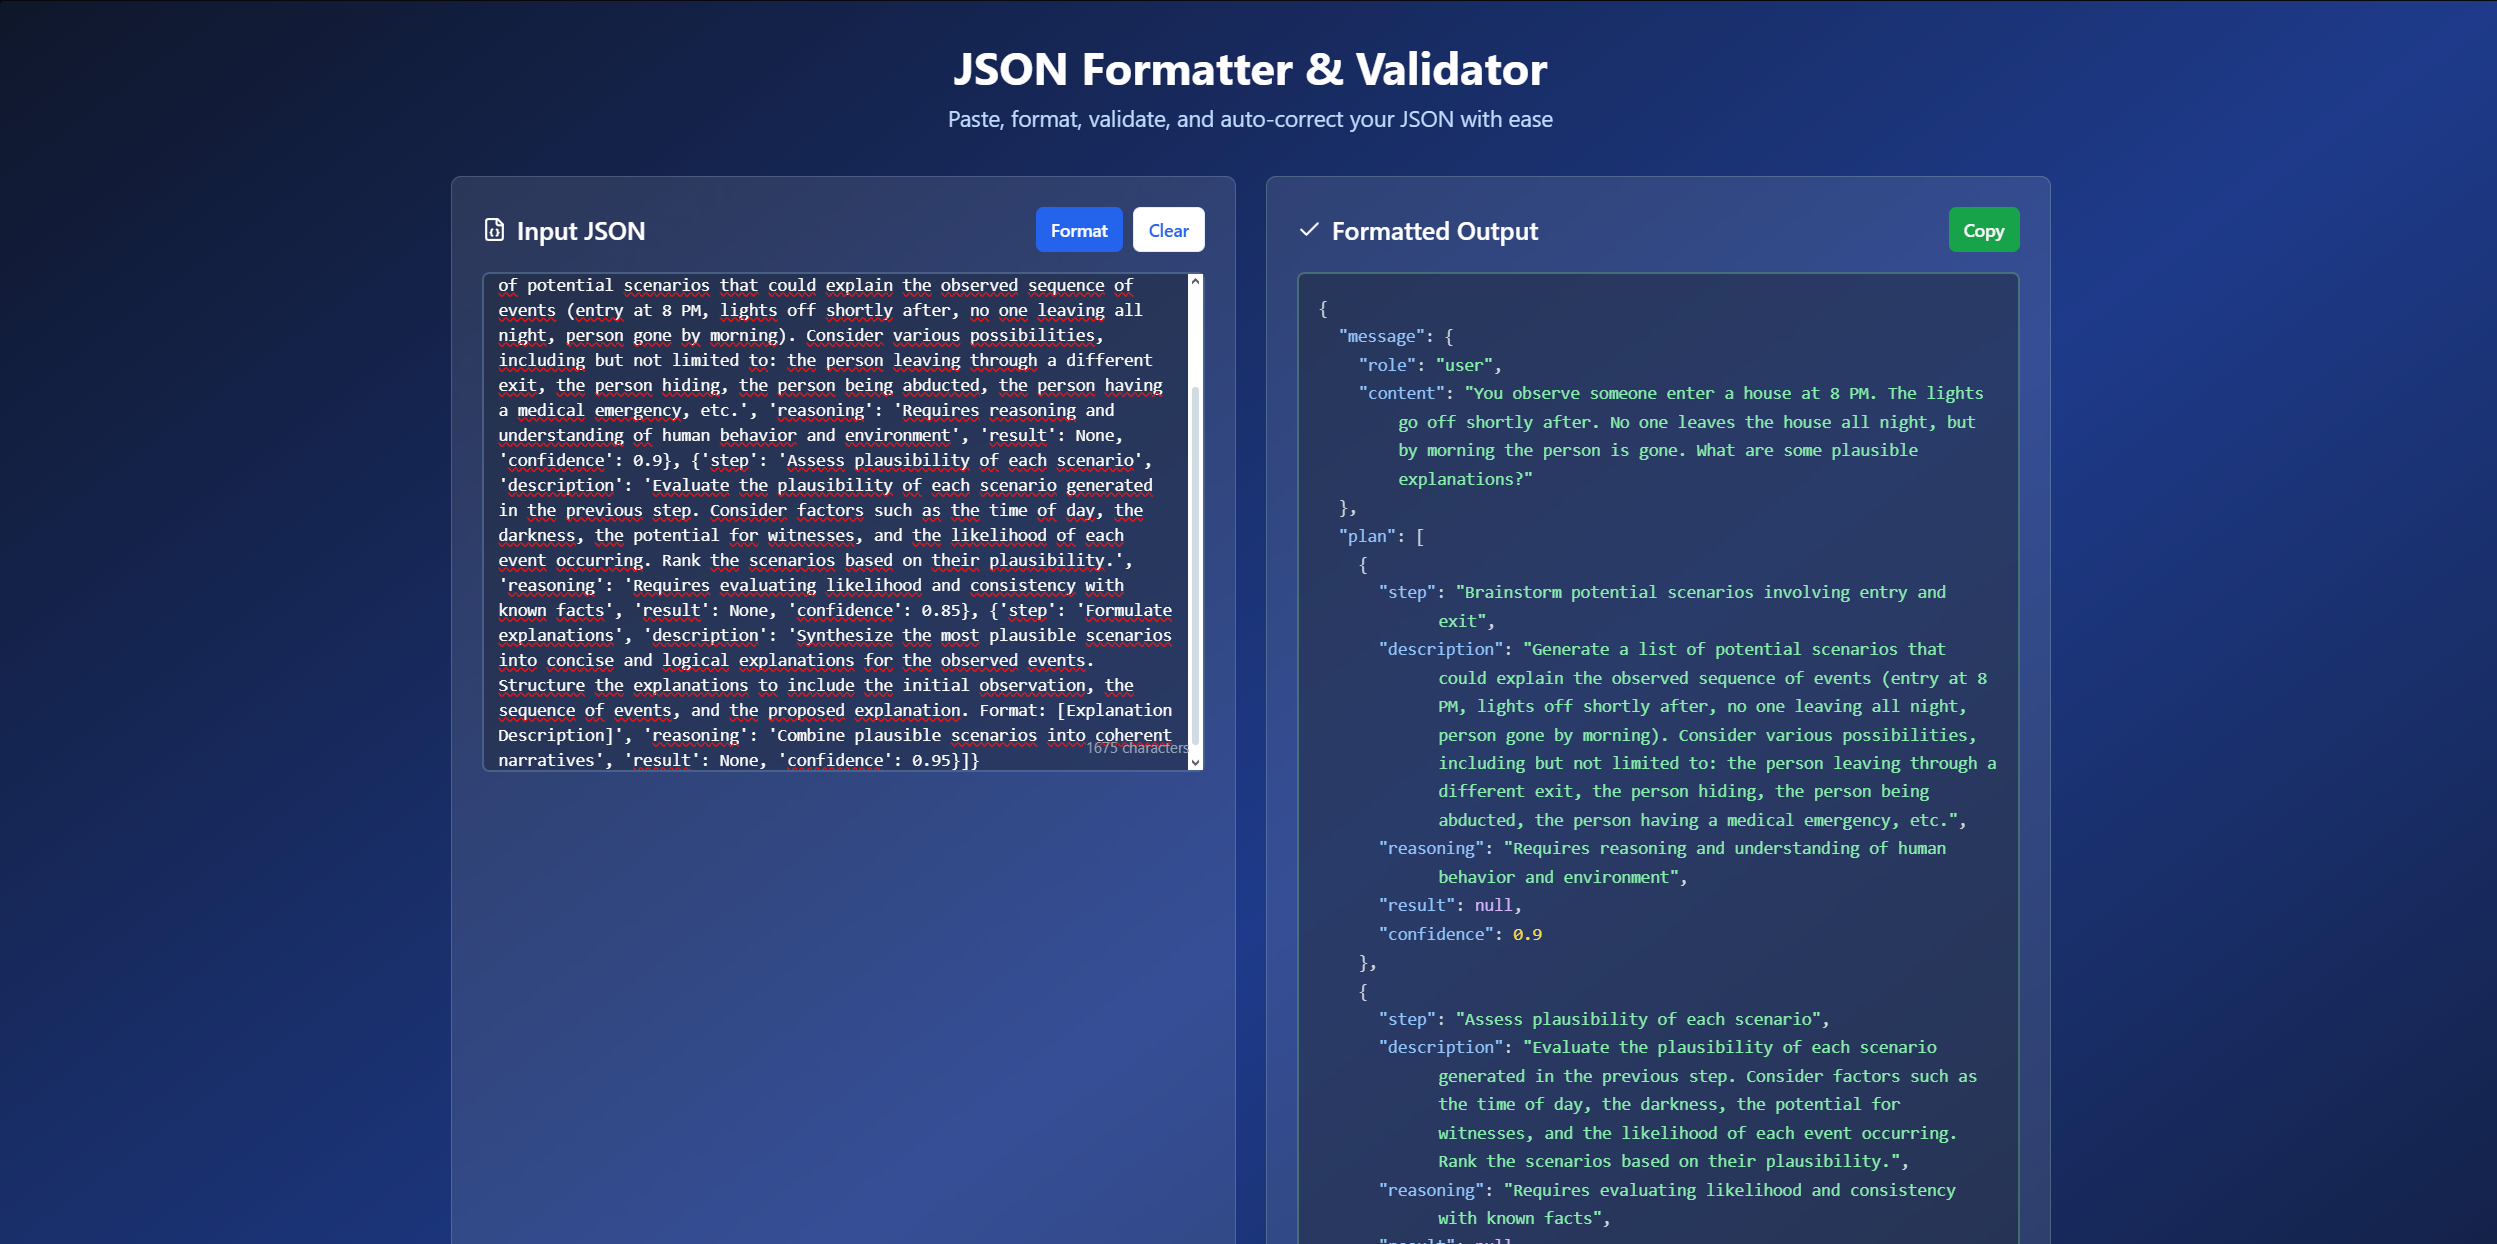 JSON Formatter & Validator
Paste, format, validate, and auto-correct your JSON with ease
Input JSON
Format
Clear
of potential scenarios that could explain the observed sequence of
events (entry at 8 PM, lights off shortly after, no one leaving all
night, person gone by morning). Consider various possibilities,
including but not limited to: the person leaving through a different
exit, the person hiding, the person being abducted, the person having
a medical emergency, etc.', 'reasoning': 'Requires reasoning and
understanding of human behavior and environment', 'result': None,
'confidence': 0.9}, {'step': 'Assess plausibility of each scenario',
'description': 'Evaluate the plausibility of each scenario generated
in the previous step. Consider factors such as the time of day, the
darkness, the potential for witnesses, and the likelihood of each
event occurring. Rank the scenarios based on their plausibility.',
'reasoning': 'Requires evaluating likelihood and consistency with
known facts', 'result': None, 'confidence': 0.85}, {'step': 'Formulate
explanations', 'description': 'Synthesize the most plausible scenarios
into concise and logical explanations for the observed events.
Structure the explanations to include the initial observation, the
sequence of events, and the proposed explanation. Format: [Explanation
Description]', 'reasoning': 'Combine plausible scenarios into coherent
1675 characters
narratives', 'result': None, 'confidence': 0.95}]}
Formatted Output
Copy
{
"message": {
"role": "user",
"content": "You observe someone enter a house at 8 PM. The lights
go off shortly after. No one leaves the house all night, but
by morning the person is gone. What are some plausible
explanations?"
},
"plan": [
{
"step": "Brainstorm potential scenarios involving entry and
exit",
"description": "Generate a list of potential scenarios that
could explain the observed sequence of events (entry at 8
PM, lights off shortly after, no one leaving all night,
person gone by morning). Consider various possibilities,
including but not limited to: the person leaving through a
different exit, the person hiding, the person being
abducted, the person having a medical emergency, etc.",
"reasoning": "Requires reasoning and understanding of human
behavior and environment",
"result": null,
"confidence": 0.9
},
{
"step": "Assess plausibility of each scenario",
"description": "Evaluate the plausibility of each scenario
generated in the previous step. Consider factors such as
the time of day, the darkness, the potential for
witnesses, and the likelihood of each event occurring.
Rank the scenarios based on their plausibility.",
"reasoning": "Requires evaluating likelihood and consistency
with known facts",
"result": null,